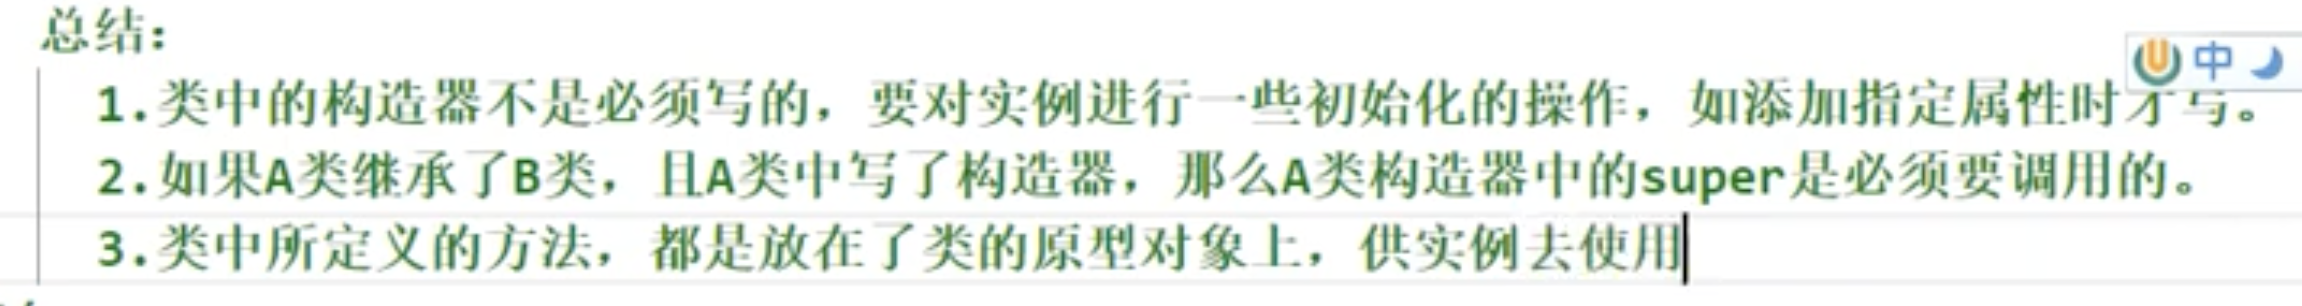 总结:
中
1.类中的构造器不是必须写的，要对实例进行一些初始化的操作，如添加指定属性时才写。
2.如果A类继承了B类，且A类中写了构造器，那么A类构造器中的super是必须要调用的。
3.类中所定义的方法，都是放在了类的原型对象上，供实例去使用